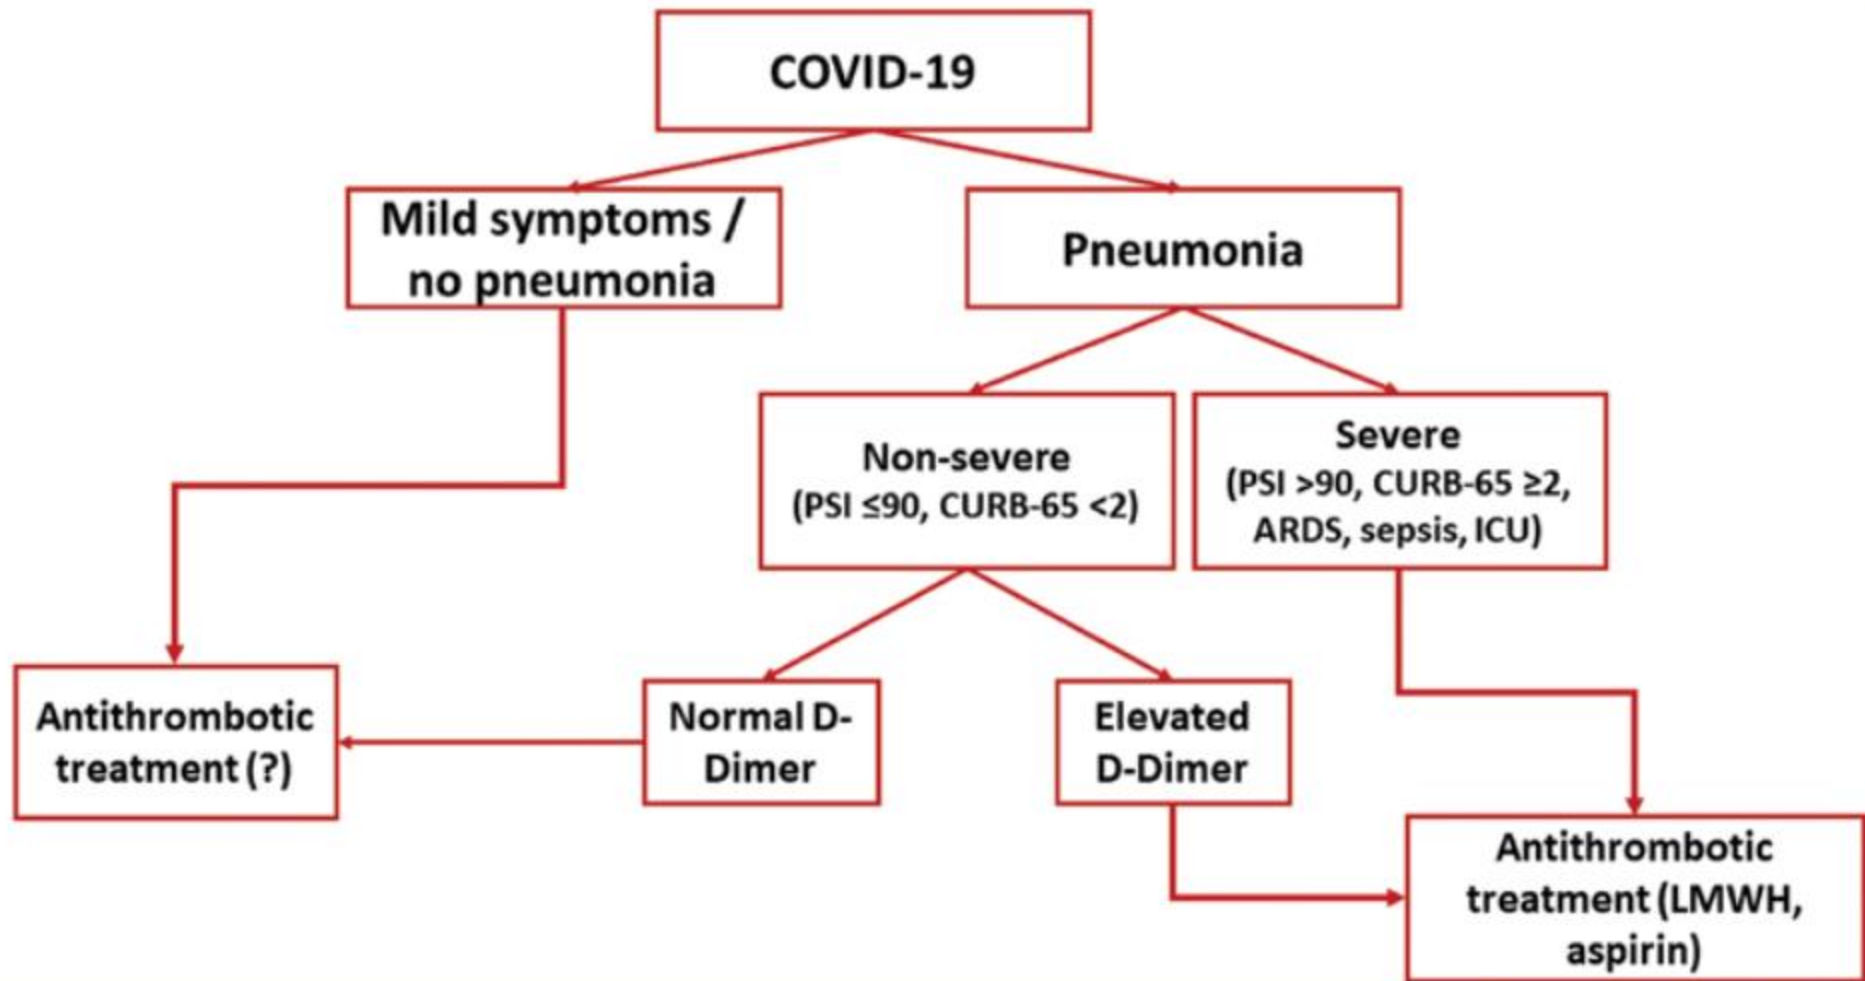 COVID-19
Mild symptoms /
no pneumonia
Pneumonia
Non-severe
(PSI ≤90, CURB-65 <2)
Severe
(PSI >90, CURB-65 ≥2,
ARDS, sepsis, ICU)
Antithrombotic
treatment (?)
Normal D-
Dimer
Elevated
D-Dimer
Antithrombotic
treatment (LMWH,
aspirin)